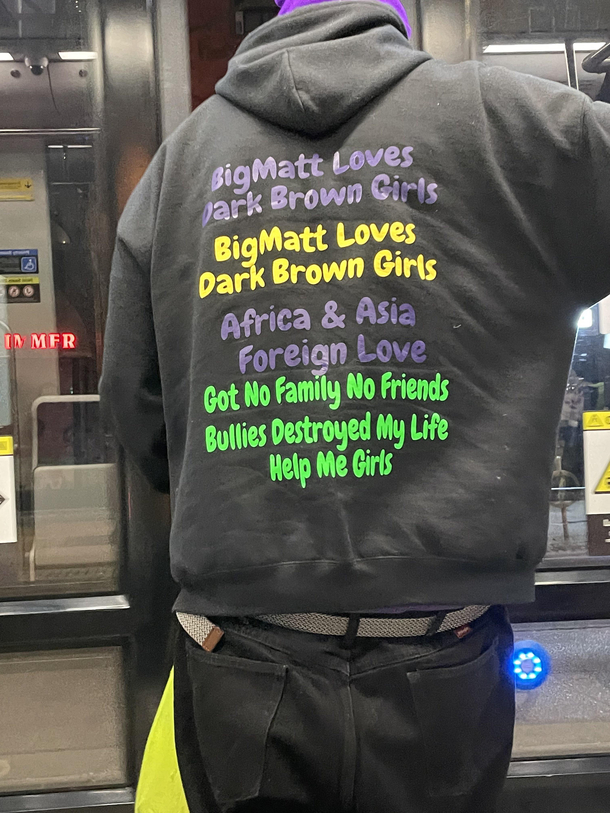 BigMatt Loves
Dark Brown Girls
BigMatt Loves
Dark Brown Girls
Africa & Asia
Foreign Love
Got No Family No Friends
Bullies Destroyed My Life
Help Me Girls